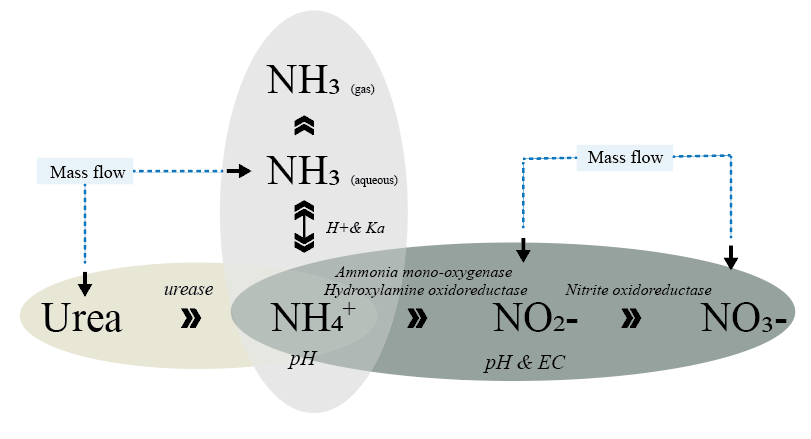 NH₃ (gas)
Mass flow
Mass flow
NH₃ (aqueous)
H+& Ka
Ammonia mono-oxygenase
urease
Hydroxylamine oxidoreductase
Nitrite oxidoreductase
Urea
NH₄⁺
NO₂-
NO₃-
pH
pH & EC